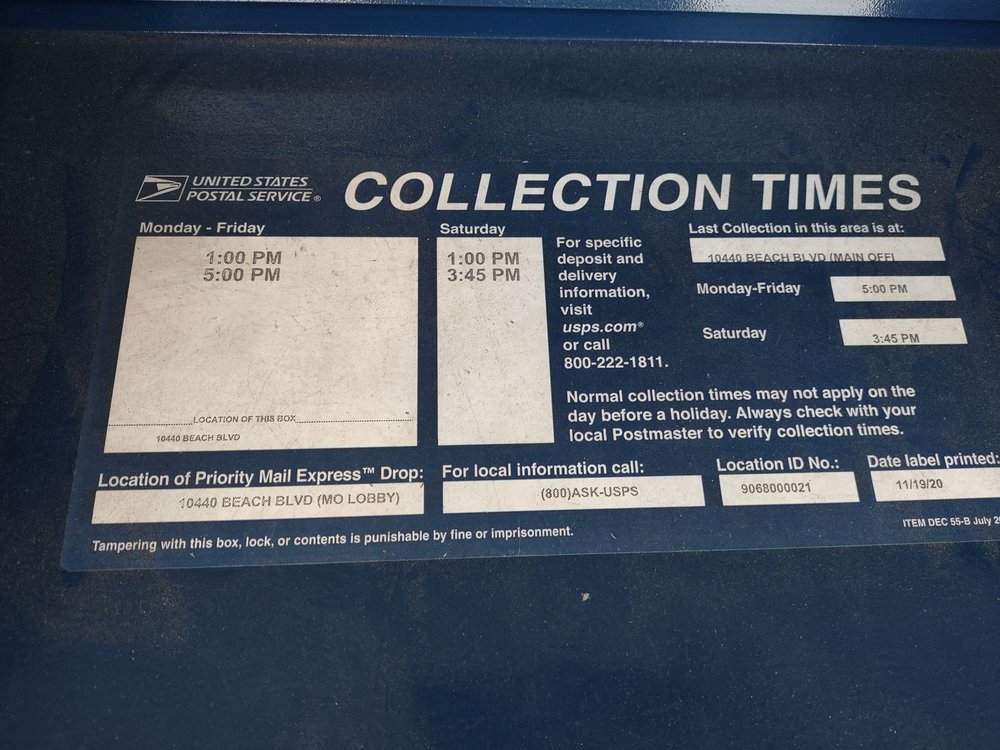 UNITED STATES
POSTAL SERVICE®
COLLECTION TIMES
Monday - Friday
1:00 PM
5:00 PM
LOCATION OF THIS BOX
10440 BEACH BLVD
Saturday
1:00 PM
3:45 PM
For specific
deposit and
delivery
information,
visit
usps.com®
or call
800-222-1811.
Last Collection in this area is at:
10440 BEACH BLVD (MAIN OFFI
Monday-Friday
5:00 PM
Saturday
3:45 PM
Normal collection times may not apply on the
day before a holiday. Always check with your
local Postmaster to verify collection times.
Location of Priority Mail Express™ Drop:
10440 BEACH BLVD (MO LOBBY)
For local information call:
(800)ASK-USPS
Location ID No.:
9068000021
Date label printed:
11/19/20
Tampering with this box, lock, or contents is punishable by fine or imprisonment.
ITEM DEC 55-B July